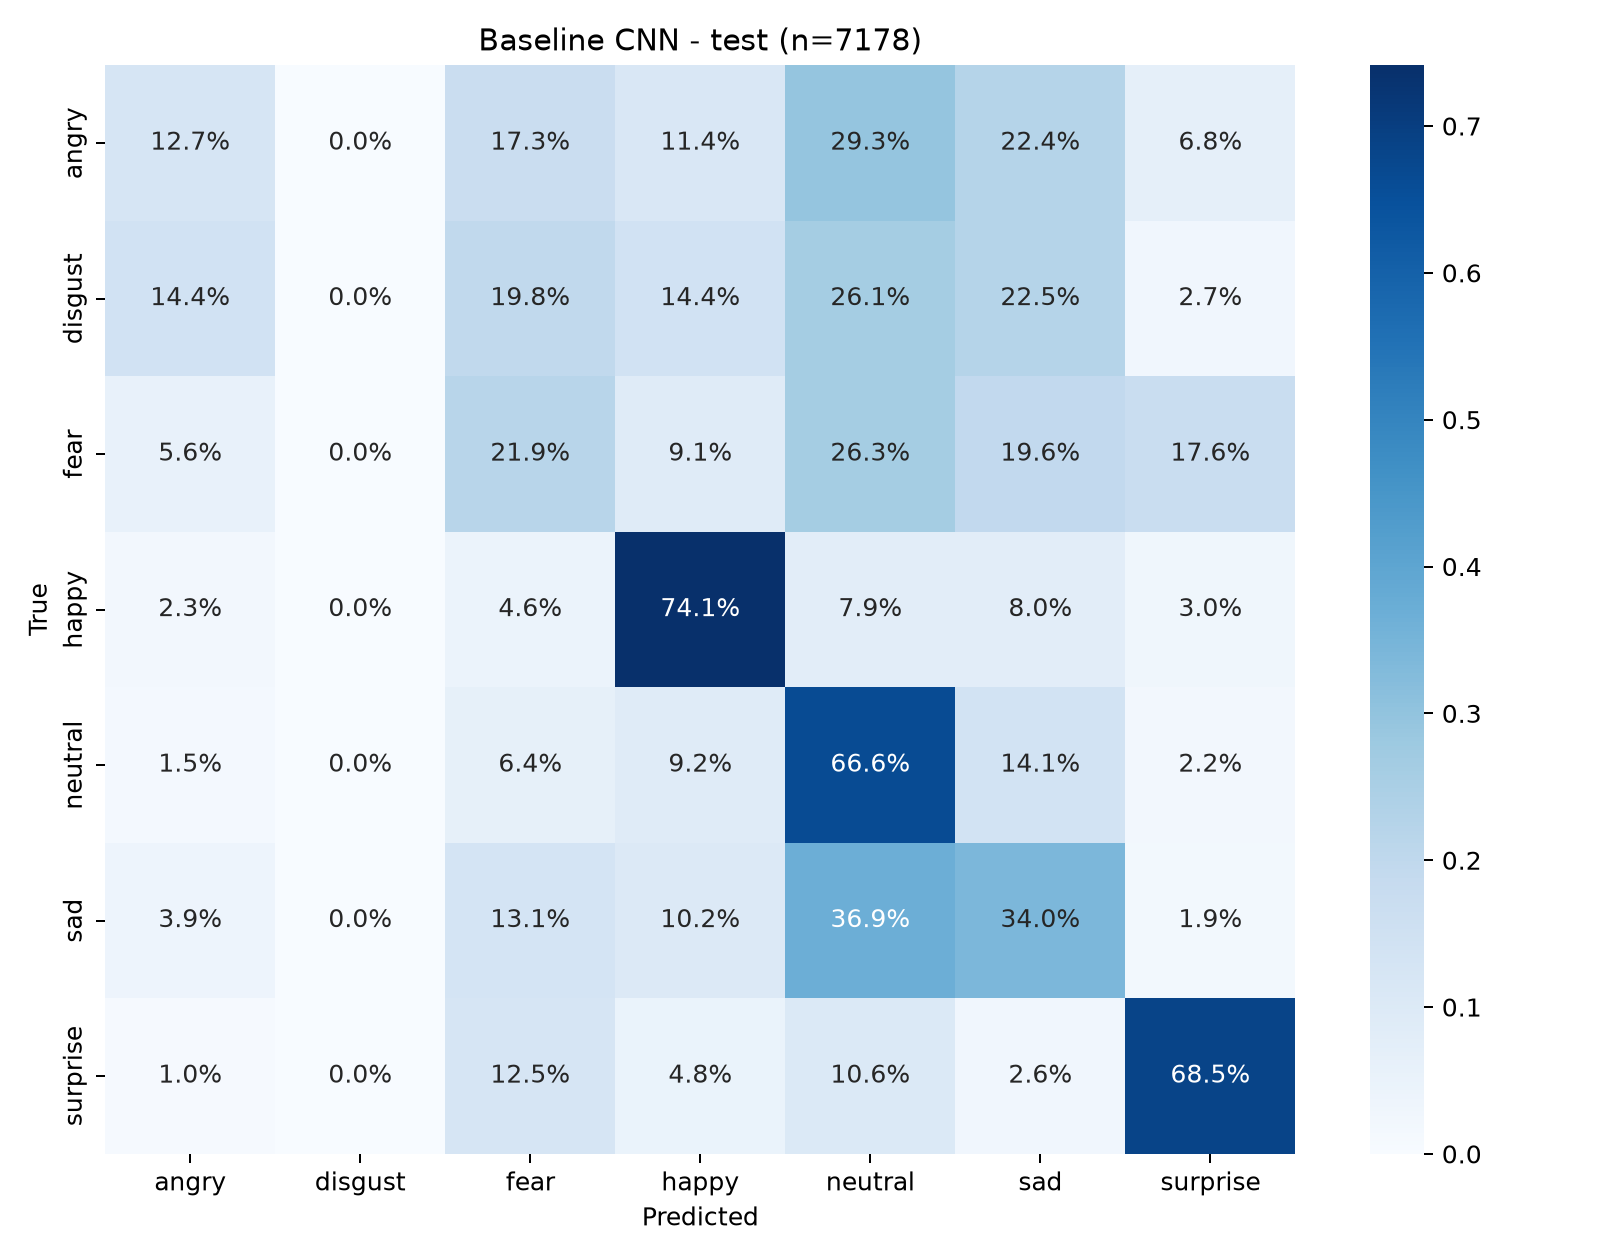 Baseline CNN - test (n=7178)
angry 12.7% 0.0% 17.3% 11.4% 29.3% 22.4% 6.8%
disgust 14.4% 0.0% 19.8% 14.4% 26.1% 22.5% 2.7%
fear 5.6% 0.0% 21.9% 9.1% 26.3% 19.6% 17.6%
True
happy 2.3% 0.0% 4.6% 74.1% 7.9% 8.0% 3.0%
neutral 1.5% 0.0% 6.4% 9.2% 66.6% 14.1% 2.2%
sad 3.9% 0.0% 13.1% 10.2% 36.9% 34.0% 1.9%
surprise 1.0% 0.0% 12.5% 4.8% 10.6% 2.6% 68.5%
angry disgust fear happy neutral sad surprise
Predicted
0.7
0.6
0.5
0.4
0.3
0.2
0.1
0.0